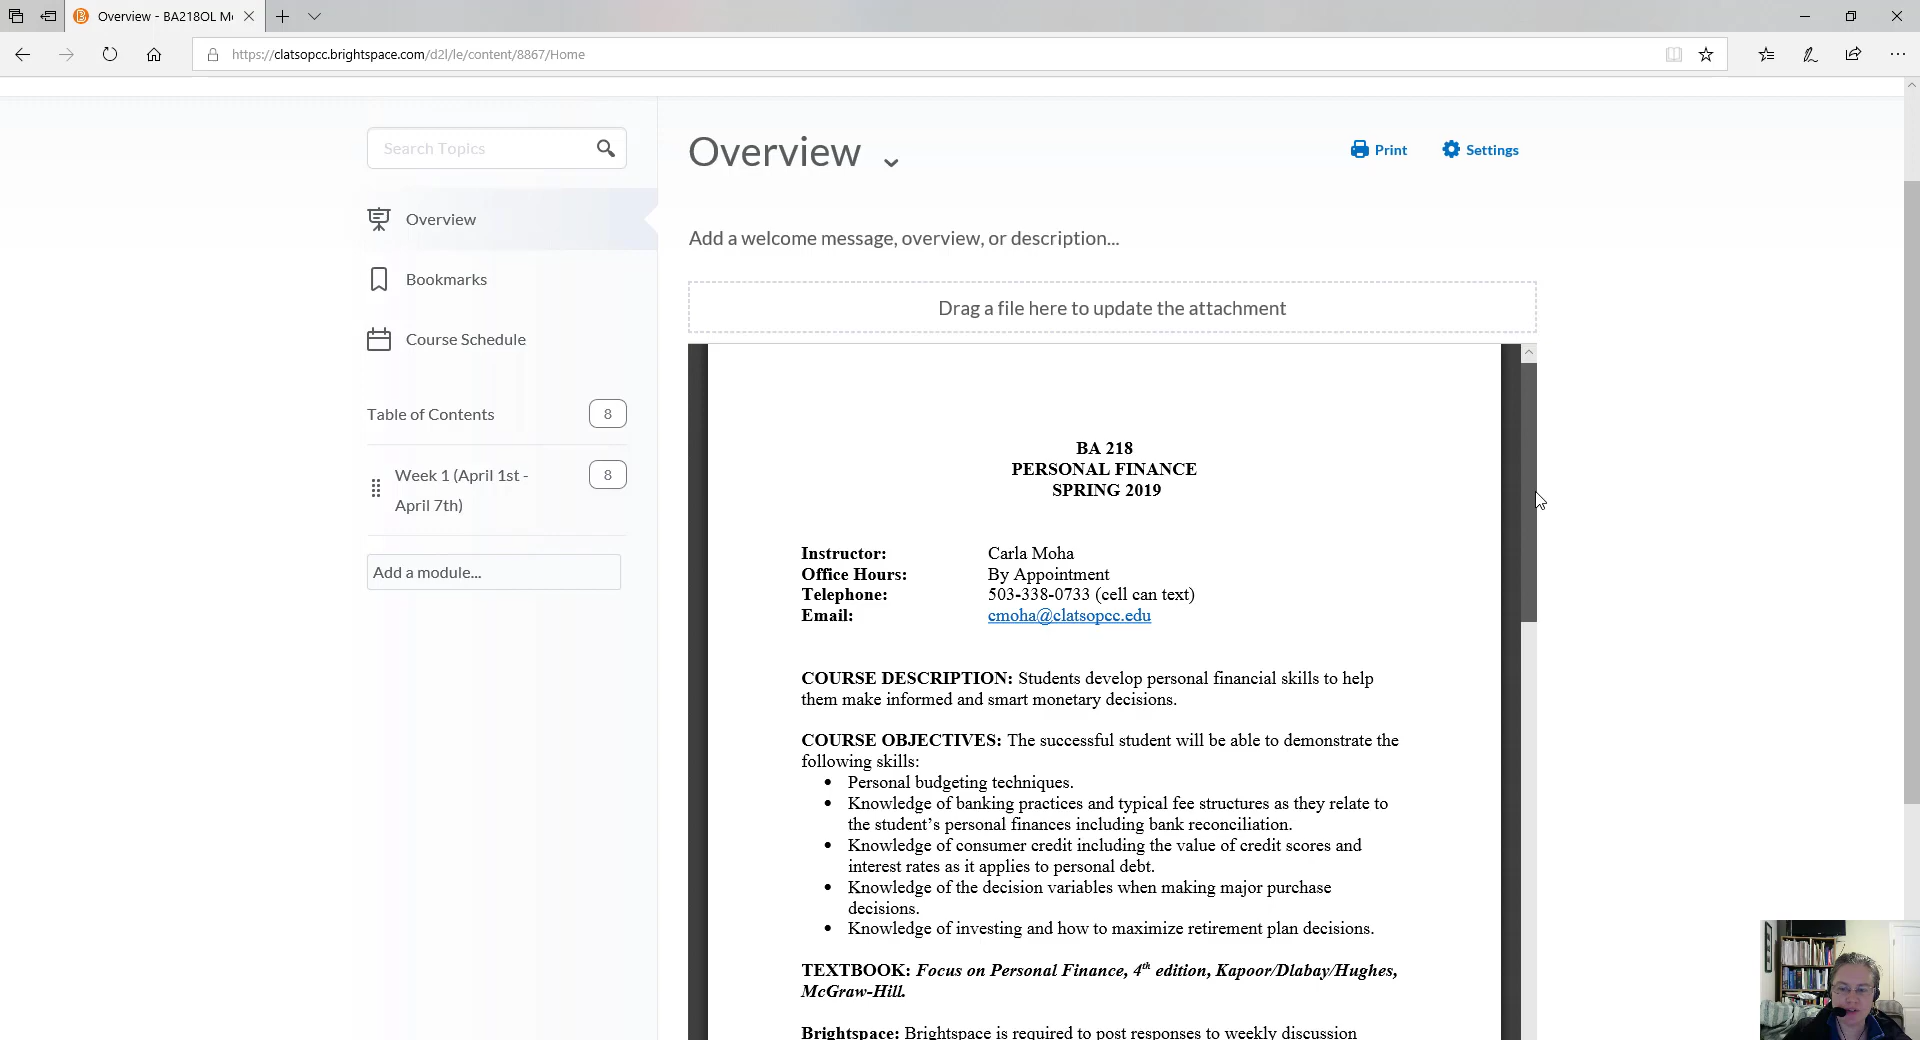 Overview - BA218OL Mo
https://clatsopcc.brightspace.com/d2l/le/content/8867/Home
Search Topics
Overview
Bookmarks
Course Schedule
Table of Contents 8
Week 1 (April 1st - 8
April 7th)
Add a module...
Overview
Print Settings
Add a welcome message, overview, or description...
Drag a file here to update the attachment
BA 218
PERSONAL FINANCE
SPRING 2019
Instructor: Carla Moha
Office Hours: By Appointment
Telephone: 503-338-0733 (cell can text)
Email: cmoha@clatsopcc.edu
COURSE DESCRIPTION: Students develop personal financial skills to help
them make informed and smart monetary decisions.
COURSE OBJECTIVES: The successful student will be able to demonstrate the
following skills:
• Personal budgeting techniques.
• Knowledge of banking practices and typical fee structures as they relate to
the student’s personal finances including bank reconciliation.
• Knowledge of consumer credit including the value of credit scores and
interest rates as it applies to personal debt.
• Knowledge of the decision variables when making major purchase
decisions.
• Knowledge of investing and how to maximize retirement plan decisions.
TEXTBOOK: Focus on Personal Finance, 4th edition, Kapoor/Dlabay/Hughes,
McGraw-Hill.
Brightspace: Brightspace is required to post responses to weekly discussion